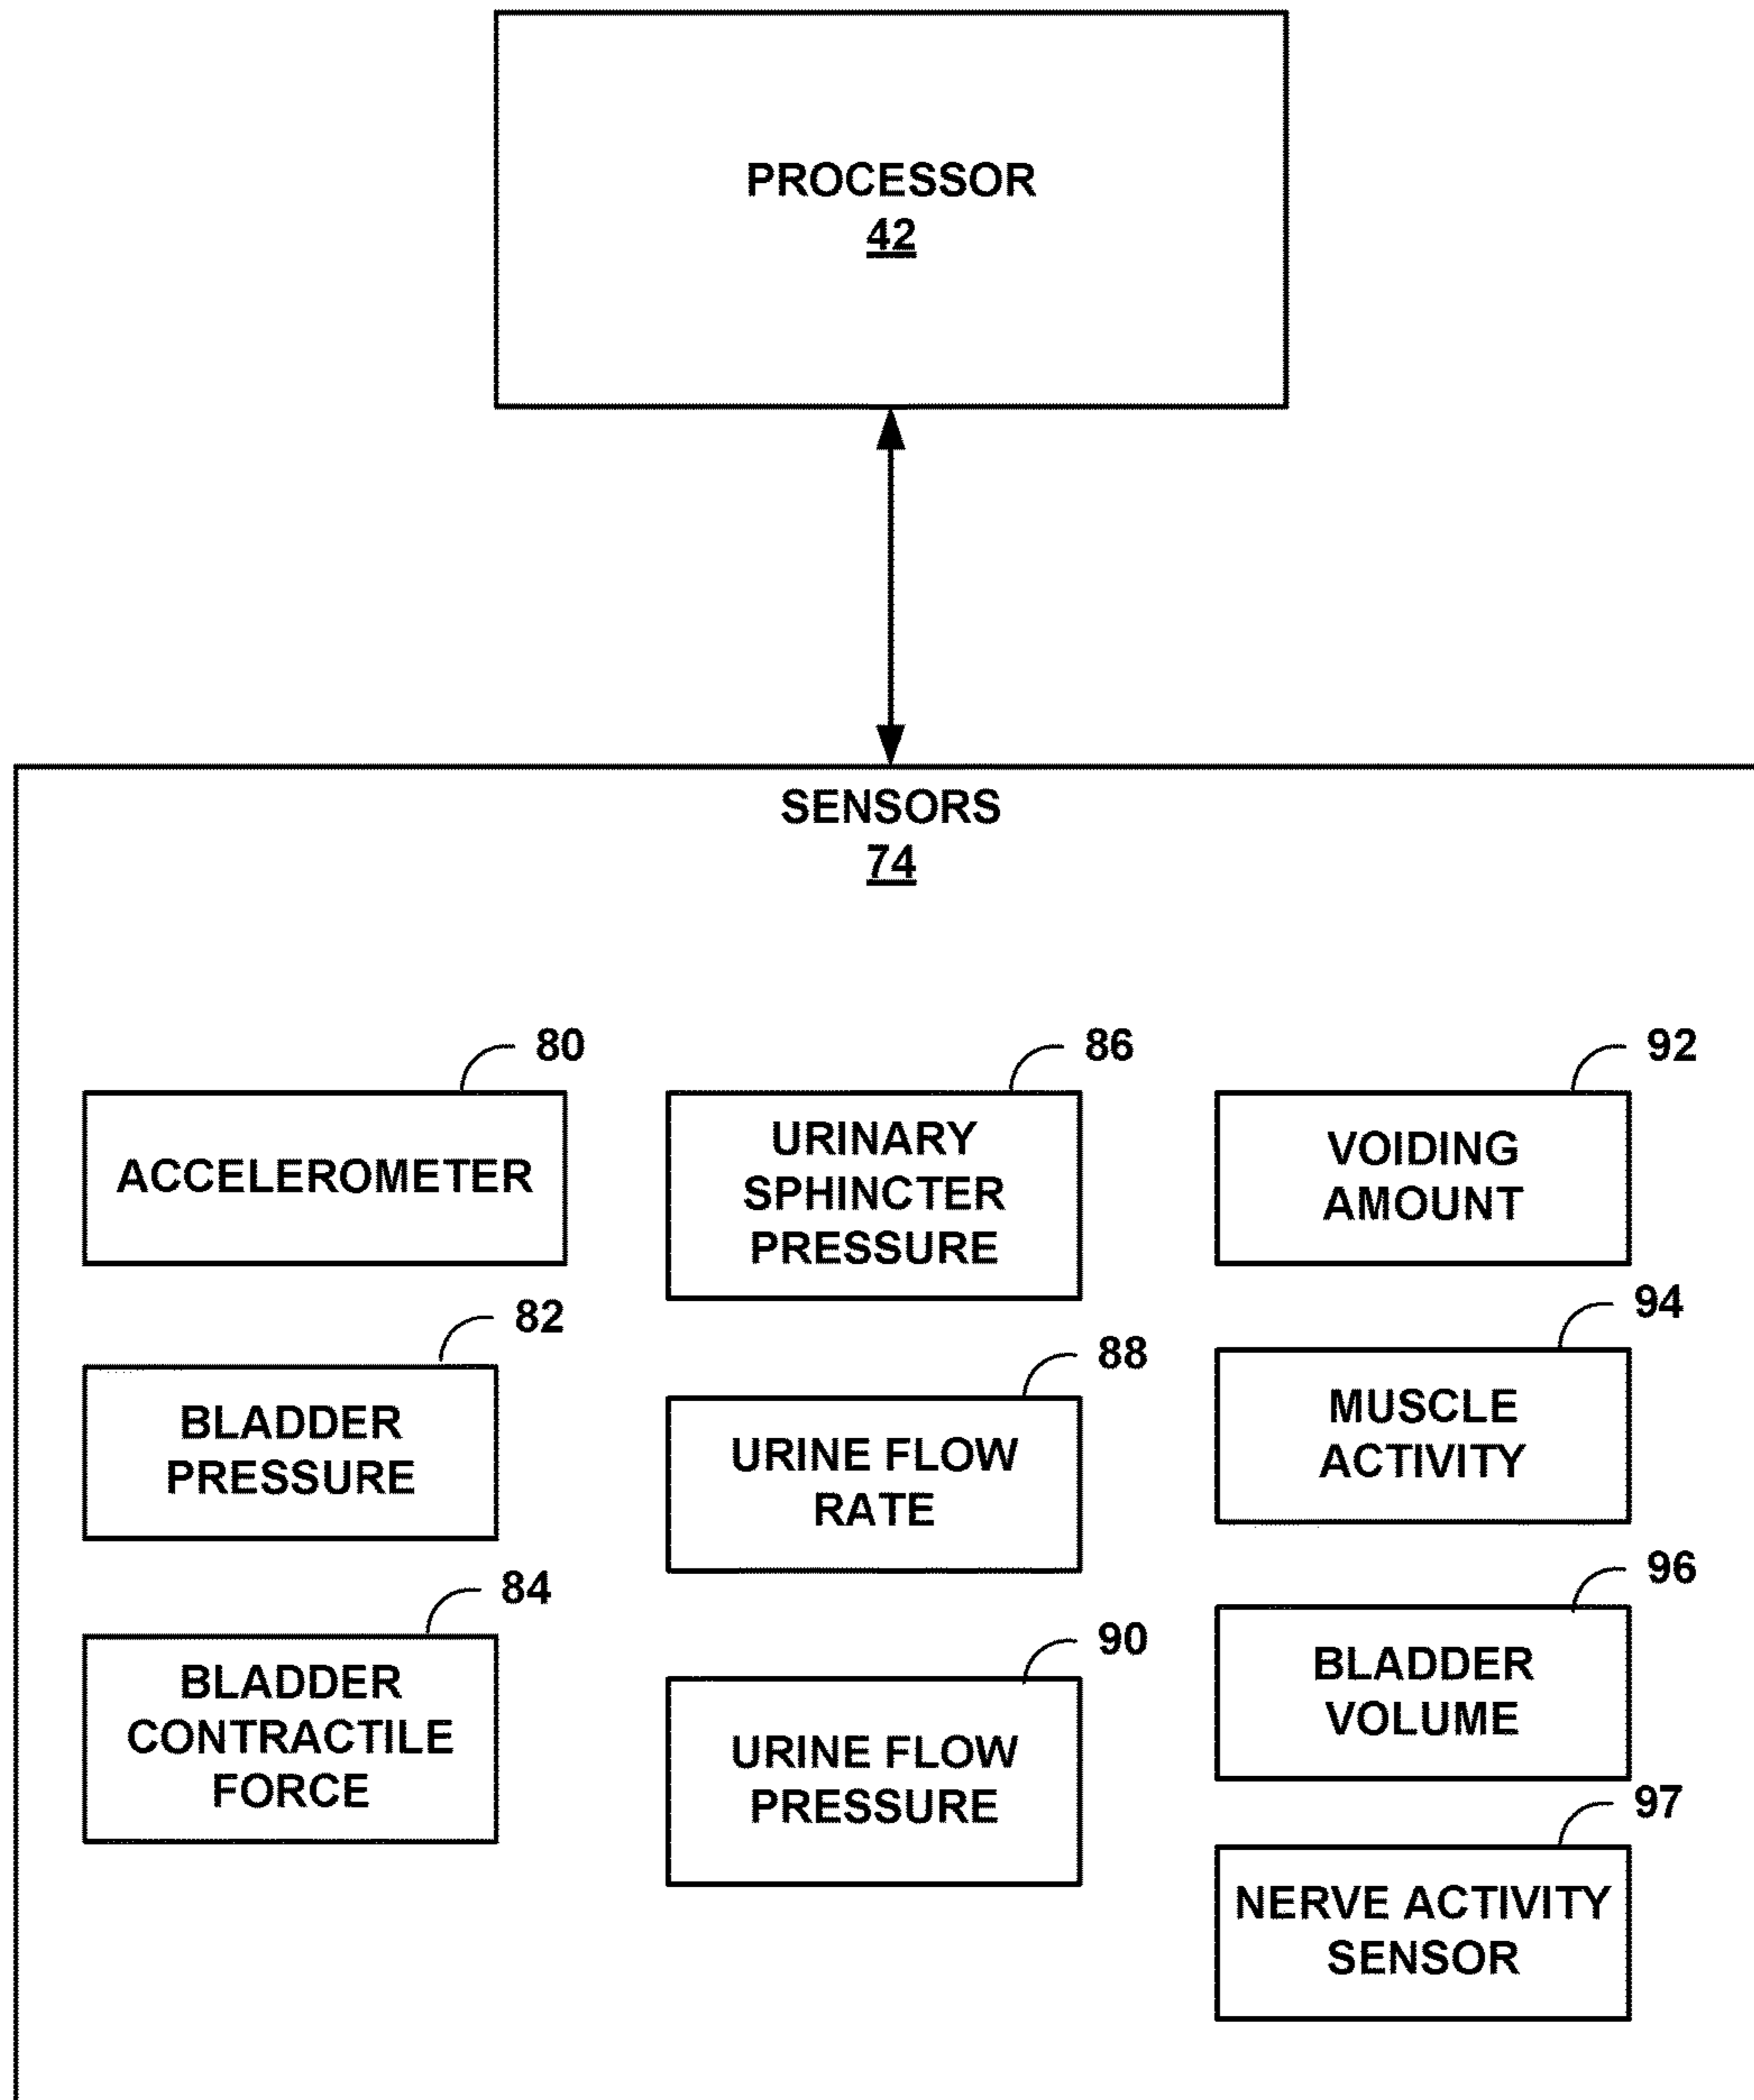 PROCESSOR
42
SENSORS
74
80
ACCELEROMETER
82
BLADDER
PRESSURE
84
BLADDER
CONTRACTILE
FORCE
86
URINARY
SPHINCTER
PRESSURE
88
URINE FLOW
RATE
90
URINE FLOW
PRESSURE
92
VOIDING
AMOUNT
94
MUSCLE
ACTIVITY
96
BLADDER
VOLUME
97
NERVE ACTIVITY
SENSOR